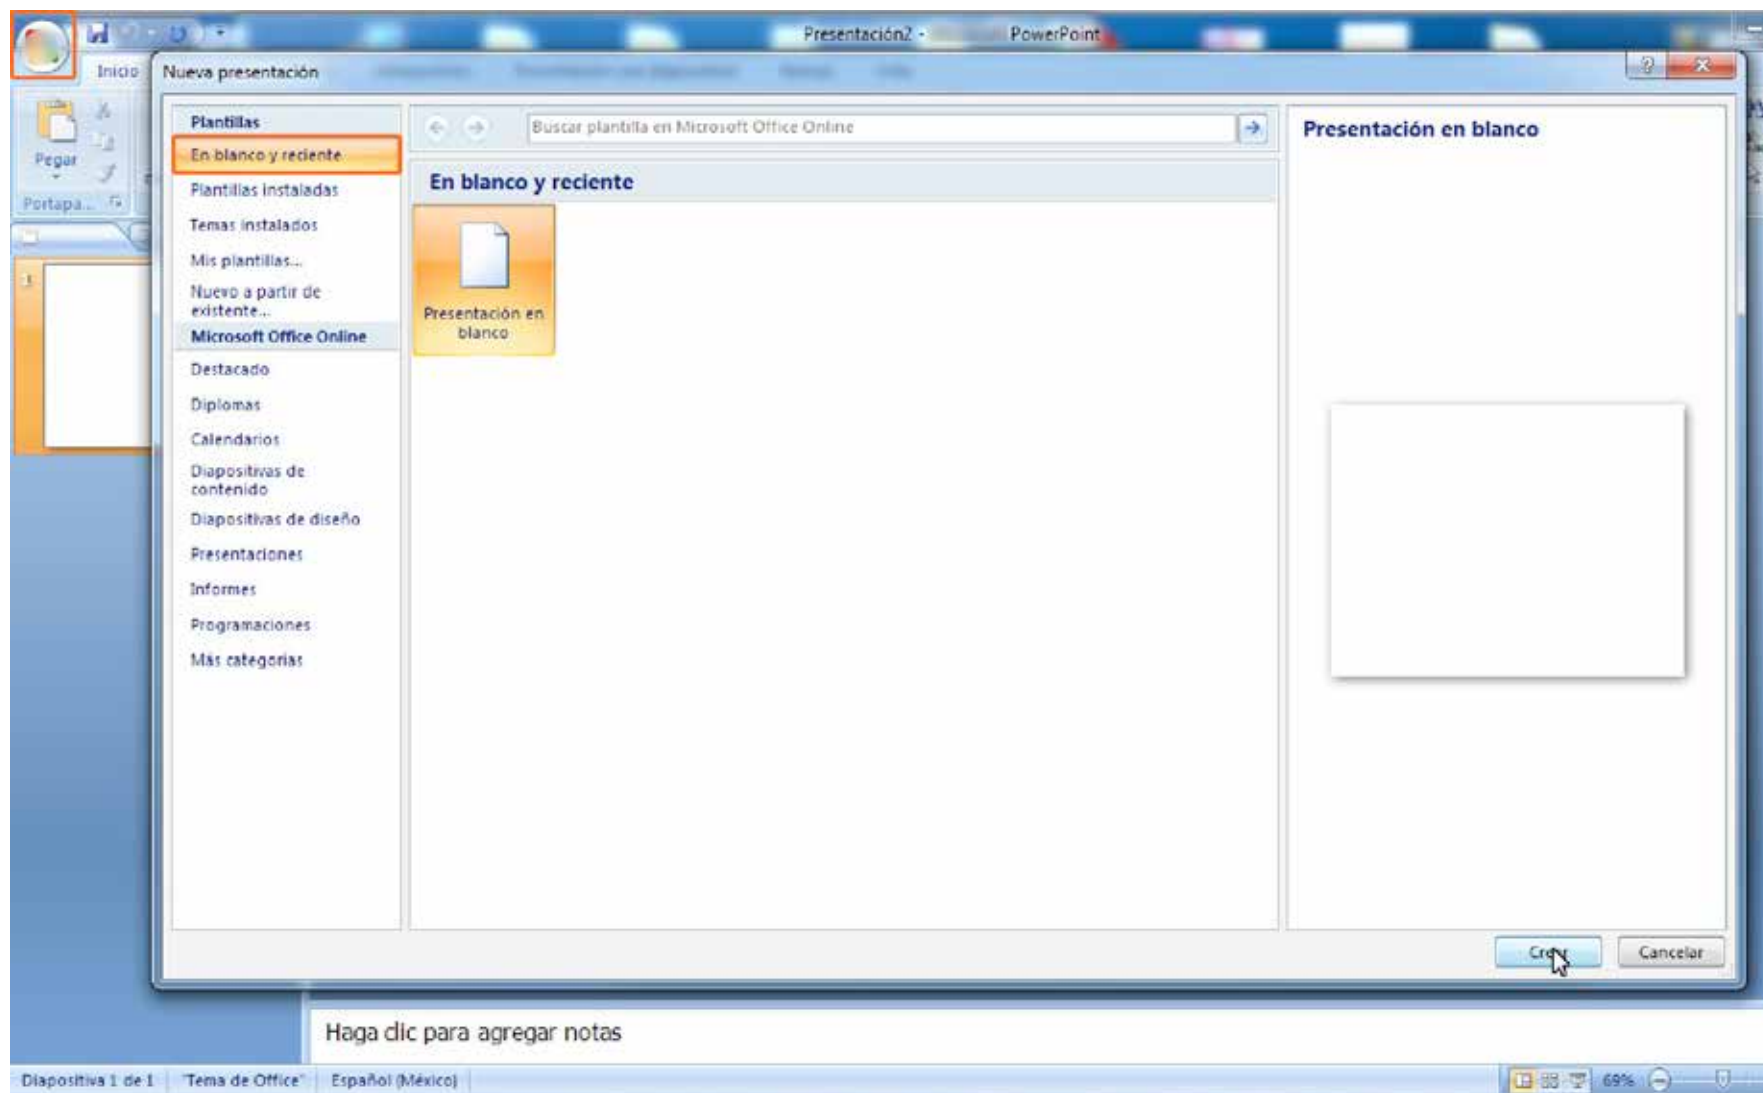 Presentación2 - PowerPoint
Inicio
Nueva presentación
Pegar
Portapa...
Plantillas
En blanco y reciente
Plantillas instaladas
Temas instalados
Mis plantillas...
Nuevo a partir de
existente...
Microsoft Office Online
Destacado
Diplomas
Calendarios
Diapositivas de
contenido
Diapositivas de diseño
Presentaciones
Informes
Programaciones
Más categorías
Buscar plantilla en Microsoft Office Online
En blanco y reciente
Presentación en
blanco
Presentación en blanco
Cancelar
1
Haga clic para agregar notas
Diapositiva 1 de 1
"Tema de Office"
Español (México)
69%